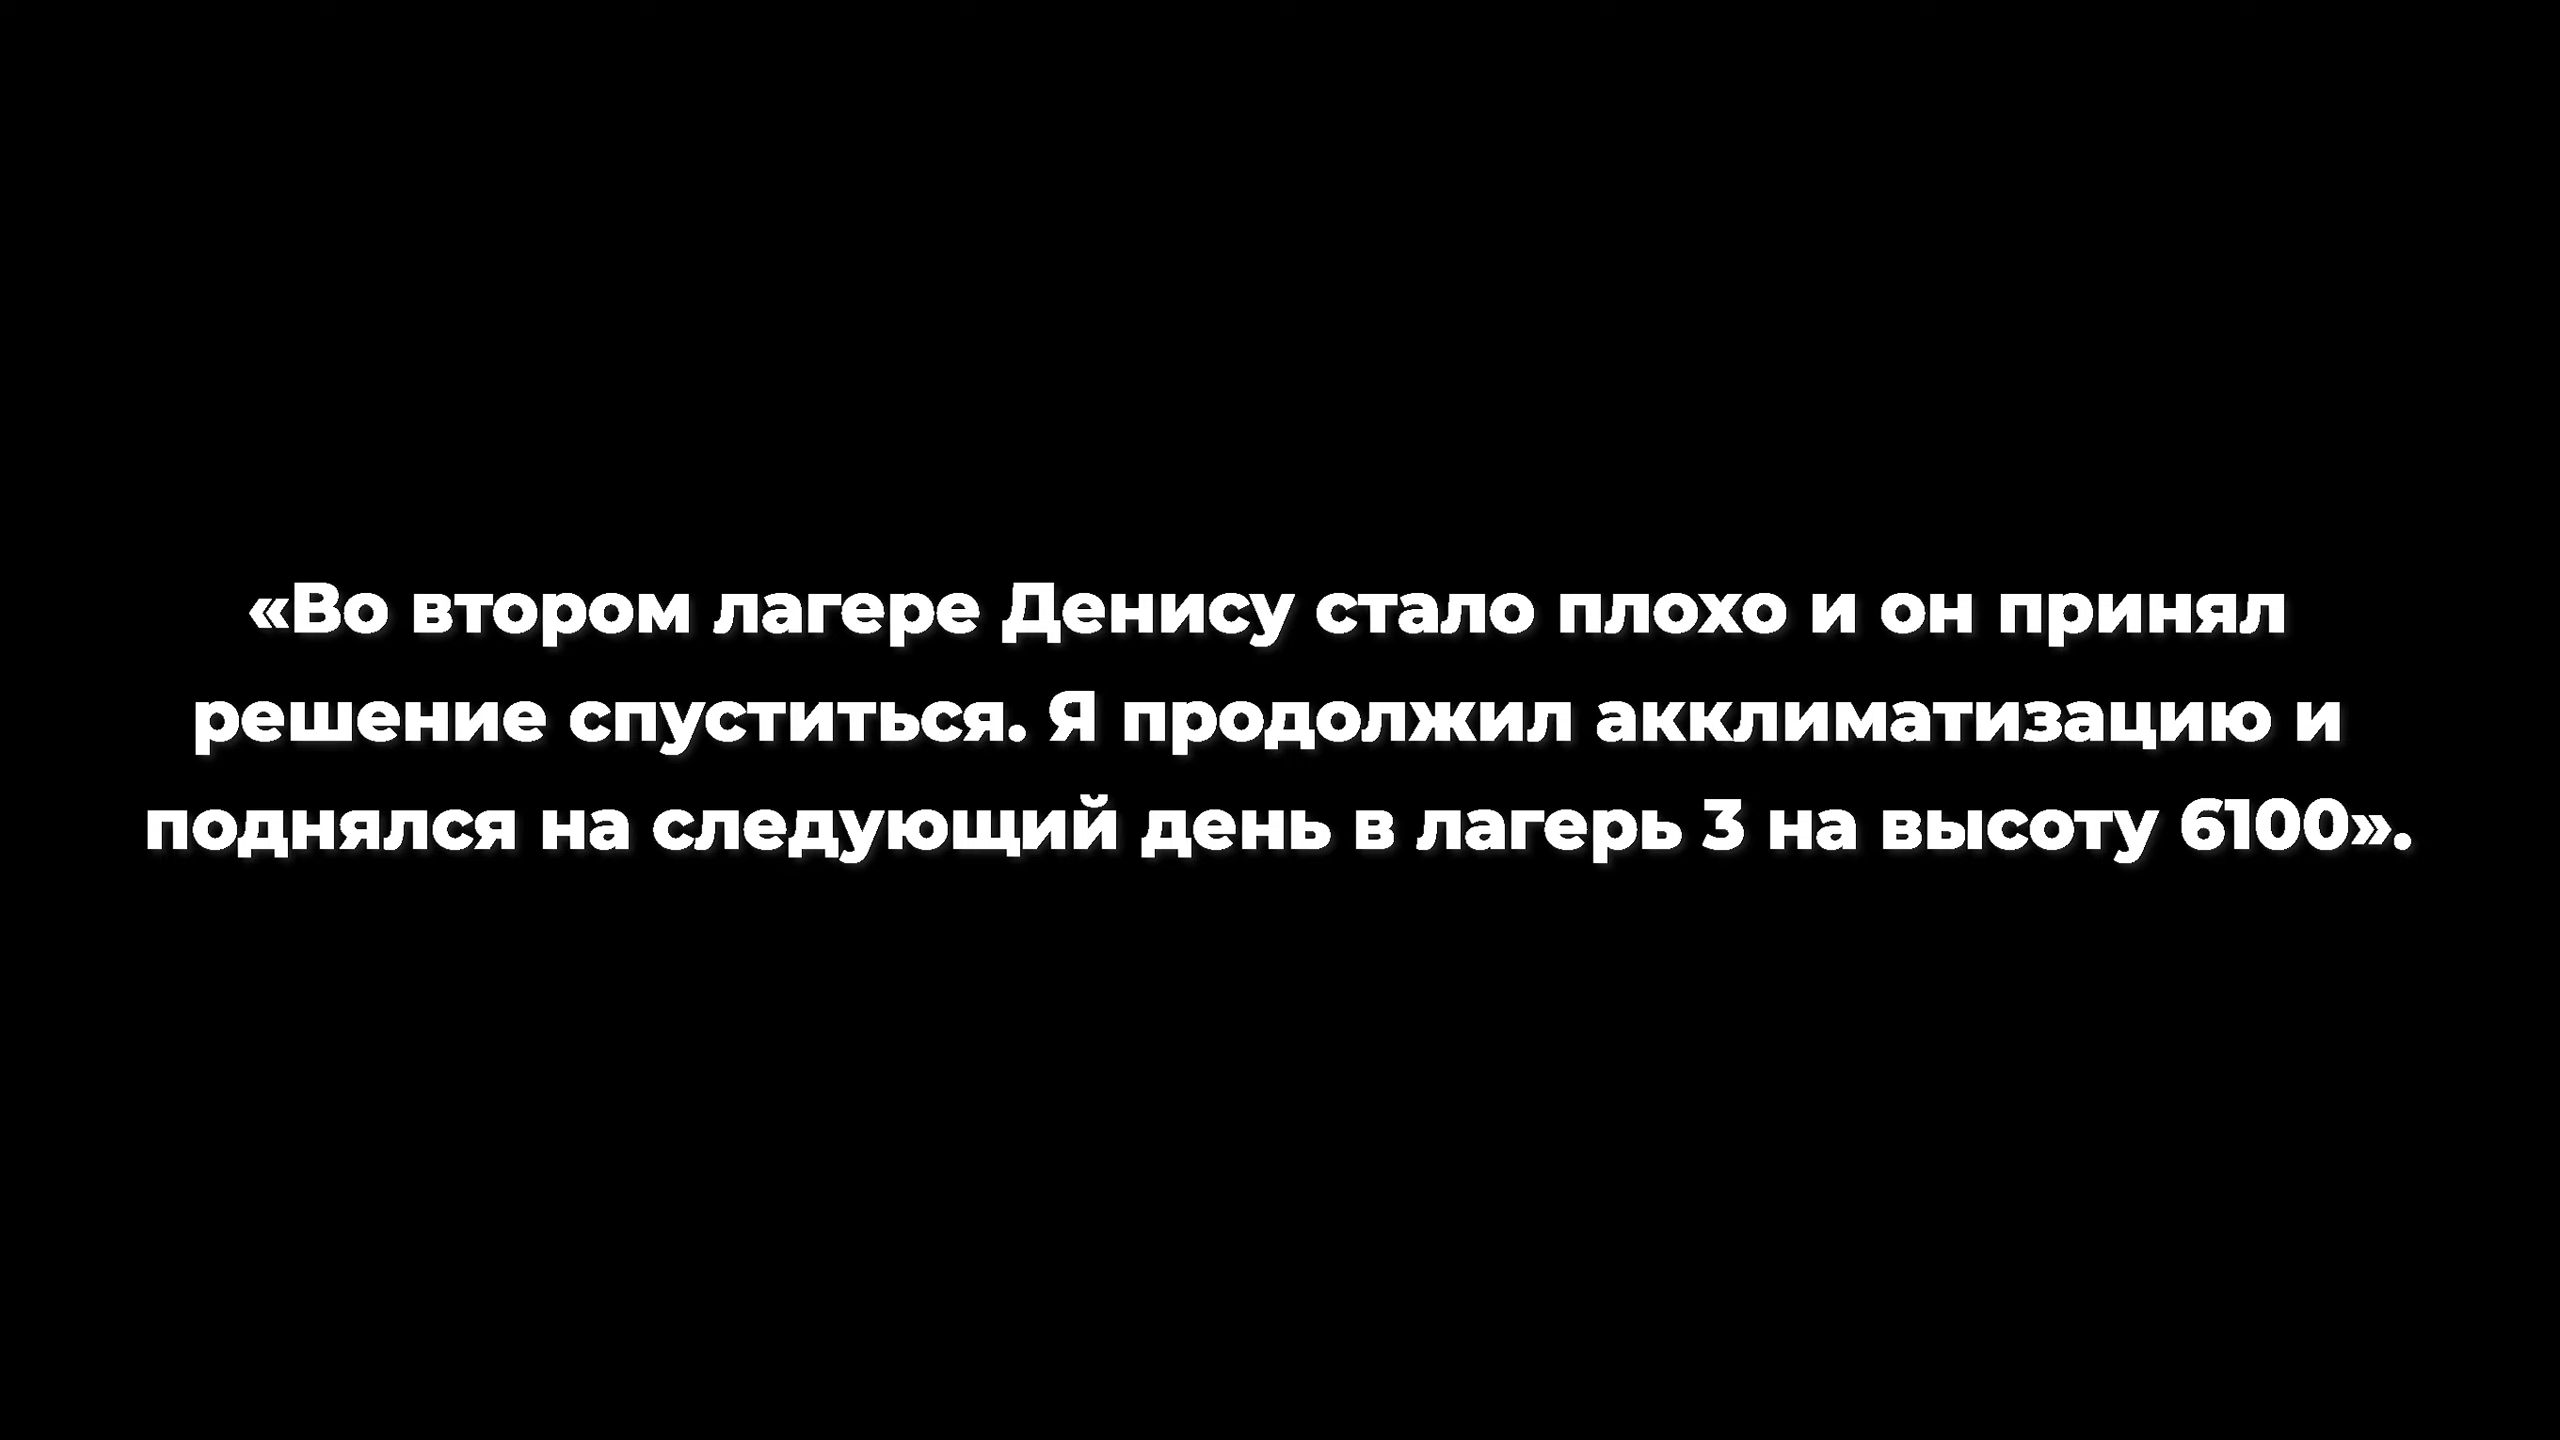 «Во втором лагере Денису стало плохо и он принял
решение спуститься. Я продолжил акклиматизацию и
поднялся на следующий день в лагерь 3 на высоту 6100».